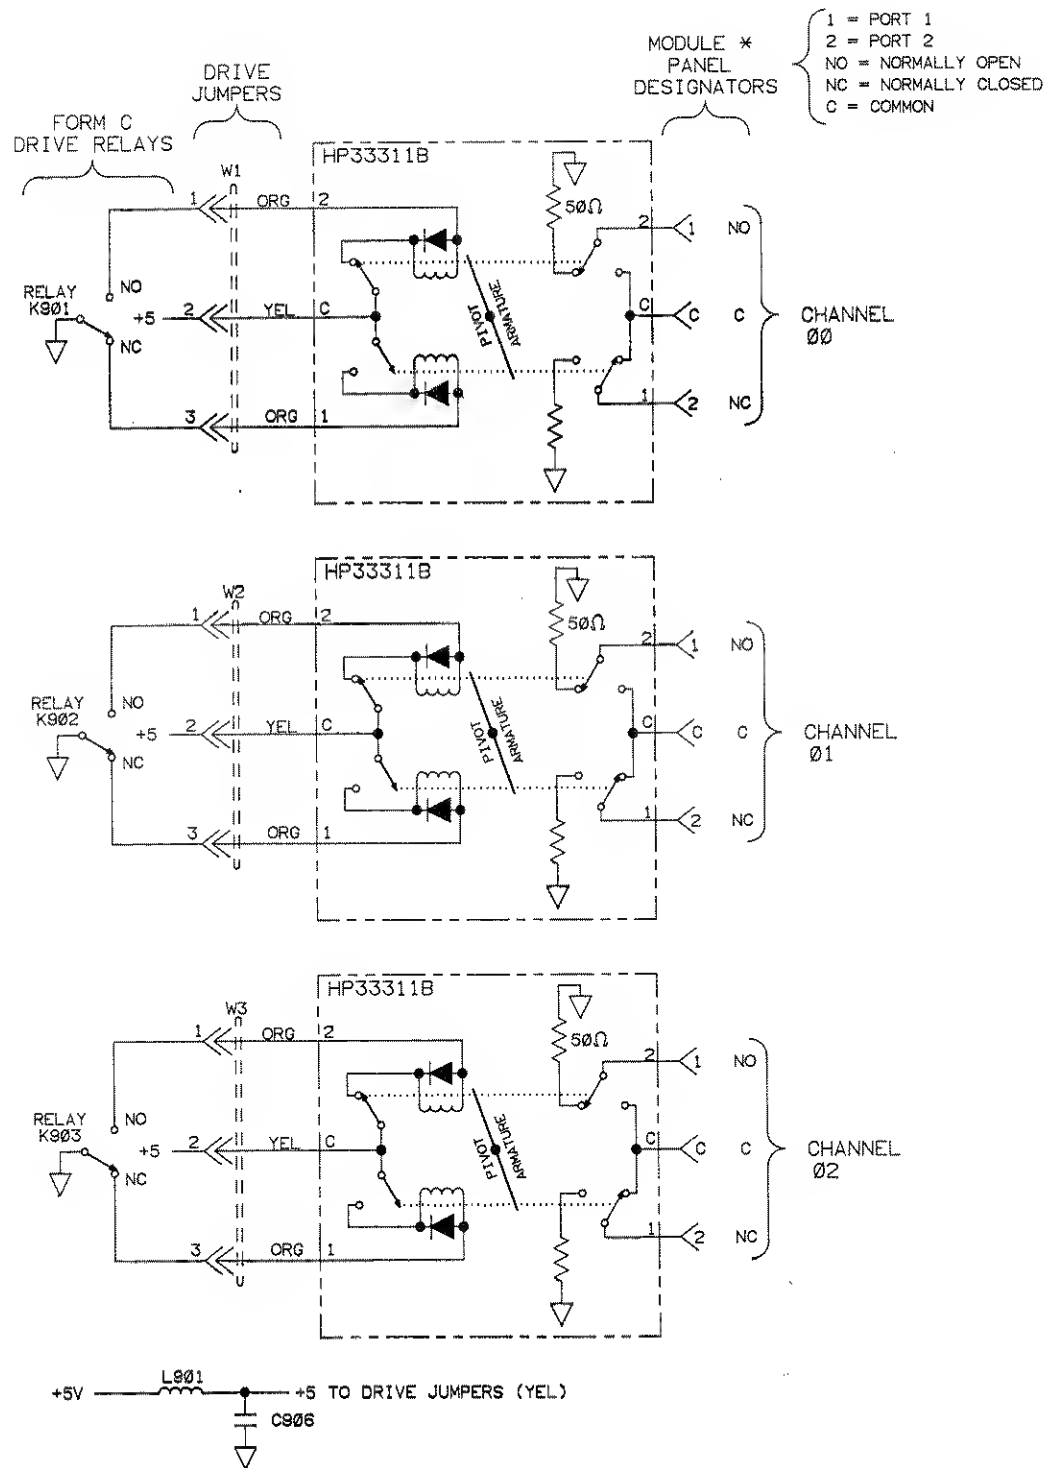 MODULE *
PANEL
DESIGNATORS
1 = PORT 1
2 = PORT 2
NO = NORMALLY OPEN
NC = NORMALLY CLOSED
C = COMMON
DRIVE
JUMPERS
FORM C
DRIVE RELAYS
HP33311B
W1
1 ORG 2
50Ω
2 1 NO
RELAY
K901
NO
+5 2 YEL C
NC
PIVOT
ARMATURE
C C C
CHANNEL
00
3 ORG 1
1 2 NC
HP33311B
W2
1 ORG 2
50Ω
2 1 NO
RELAY
K902
NO
+5 2 YEL C
NC
PIVOT
ARMATURE
C C C
CHANNEL
01
3 ORG 1
1 2 NC
HP33311B
W3
1 ORG 2
50Ω
2 1 NO
RELAY
K903
NO
+5 2 YEL C
NC
PIVOT
ARMATURE
C C C
CHANNEL
02
3 ORG 1
1 2 NC
L901
+5V +5 TO DRIVE JUMPERS (YEL)
C906